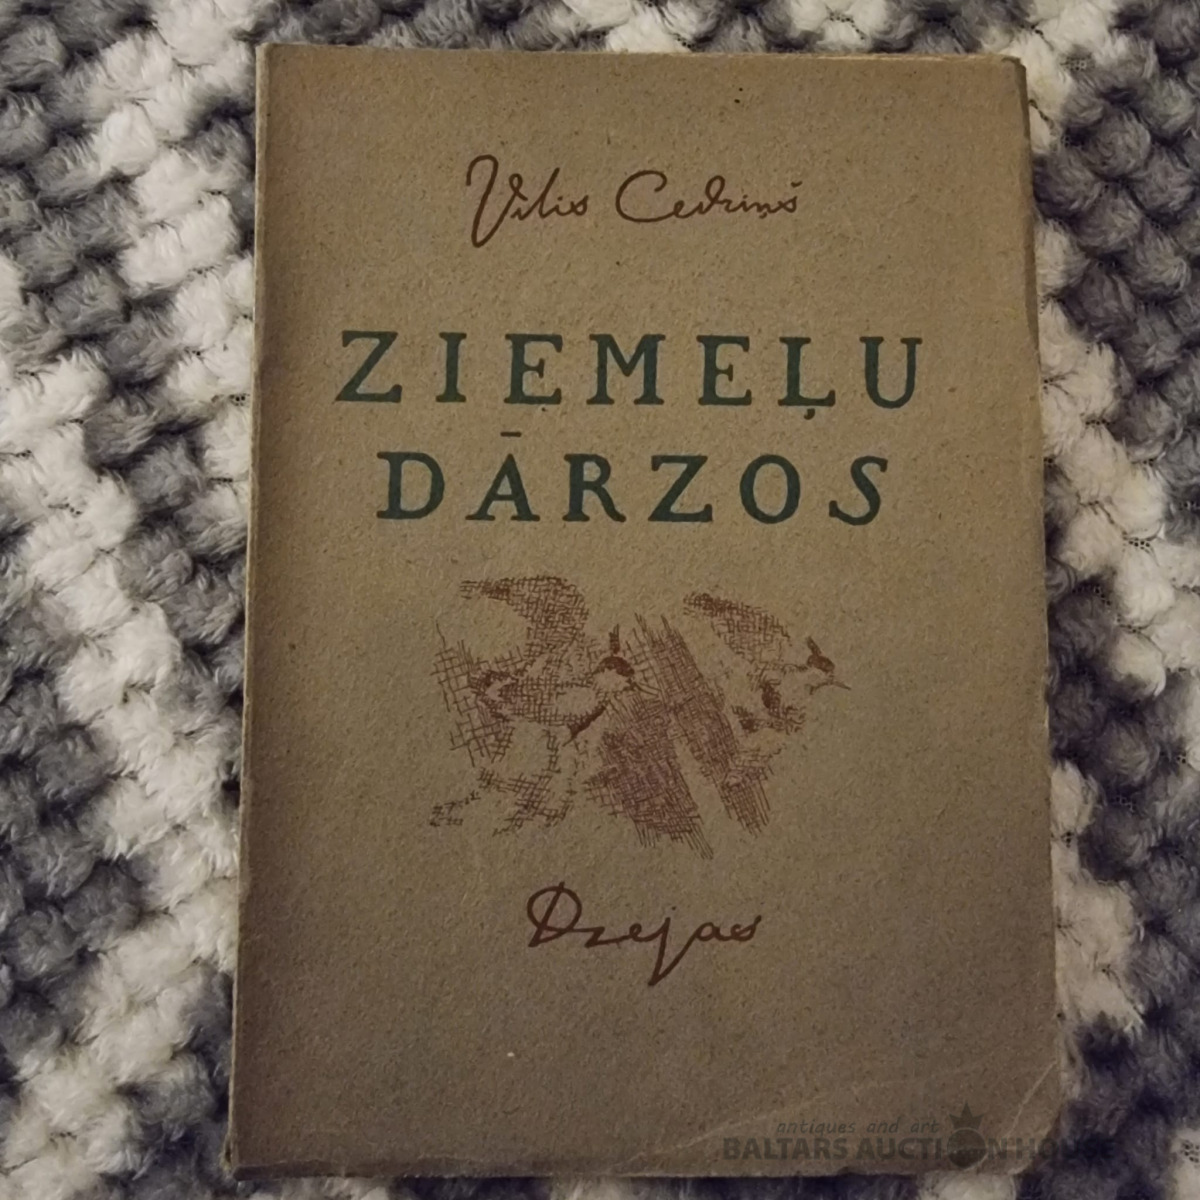 Vilis Cedriņš
ZIEMEĻU
DĀRZOS
Dzejas
antiques and art
BALTARS AUCTION HOUSE